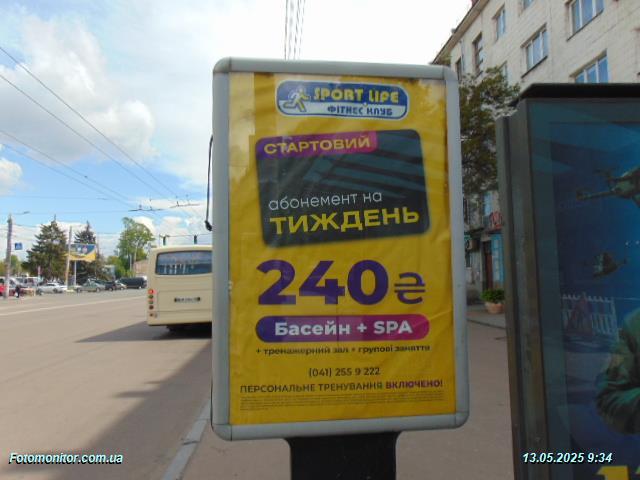 SPORT LIFE
ФІТНЕС КЛУБ
СТАРТОВИЙ
абонемент на
ТИЖДЕНЬ
240₴
Басейн + SPA
+ тренажерний зал + групові заняття
(041) 255 9 222
ПЕРСОНАЛЬНЕ ТРЕНУВАННЯ ВКЛЮЧЕНО!
Fotomonitor.com.ua
13.05.2025 9:34